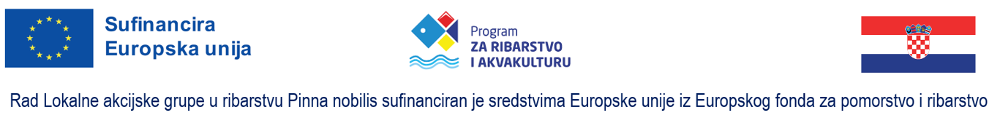 Sufinancira
Europska unija
Program
ZA RIBARSTVO
I AKVAKULTURU
Rad Lokalne akcijske grupe u ribarstvu Pinna nobilis sufinanciran je sredstvima Europske unije iz Europskog fonda za pomorstvo i ribarstvo